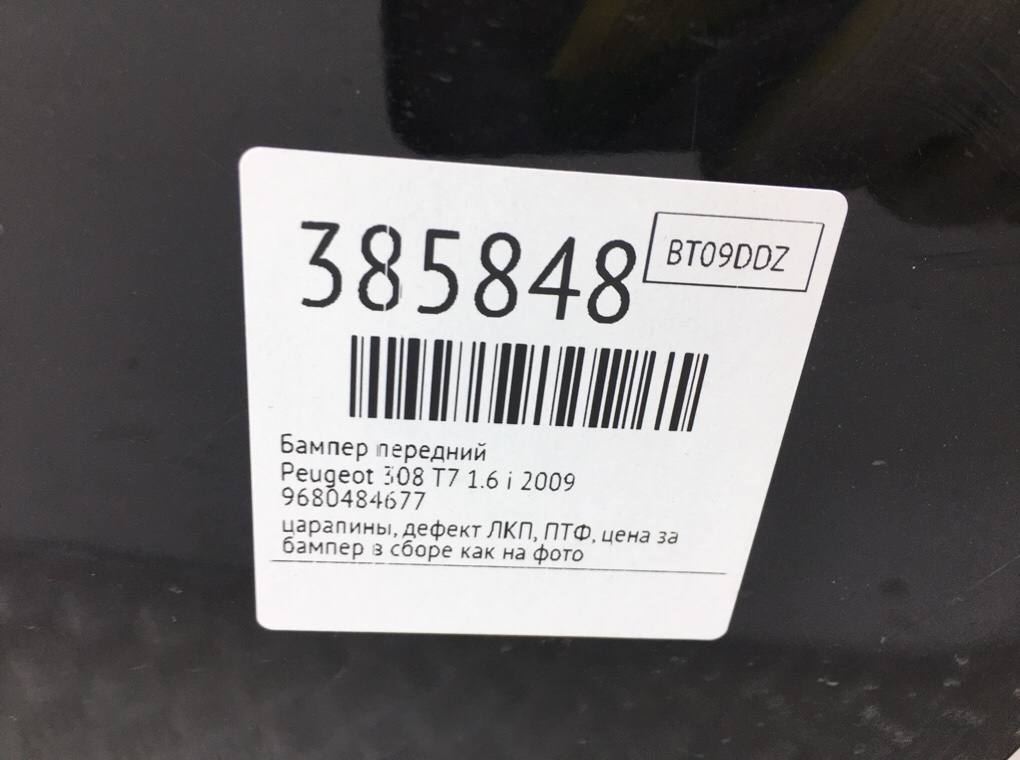 385848
BT09DDZ
Бампер передний
Peugeot 308 T7 1.6 i 2009
9680484677
царапины, дефект ЛКП, ПТФ, цена за
бампер в сборе как на фото